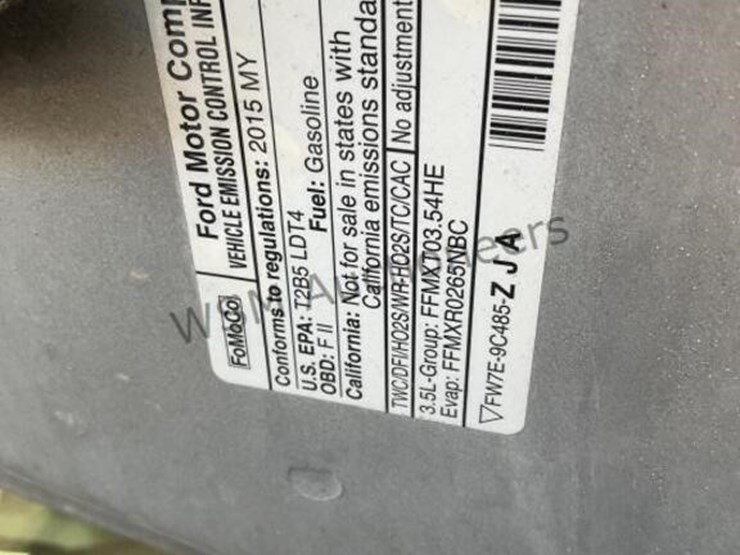 FoMoCo
Ford Motor Com
VEHICLE EMISSION CONTROL INF
Conforms to regulations: 2015 MY
U.S. EPA: T2B5 LDT4
OBD: F II Fuel: Gasoline
California: Not for sale in states with
California emissions standa
TWC/DFI/HO2S/WR-HO2S/TC/CAC No adjustment
3.5L-Group: FFMXT03.54HE
Evap: FFMXR0265NBC
FW7E-9C485-Z J A
WSM Auctioneers